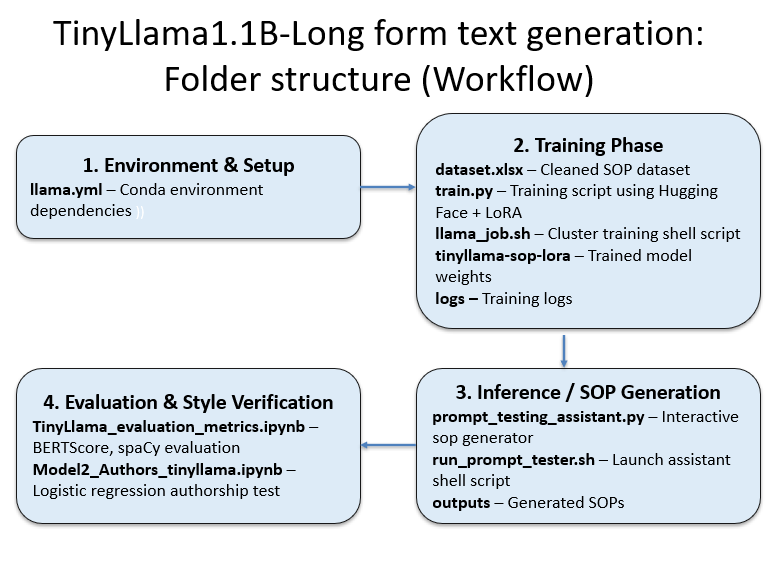 TinyLlama1.1B-Long form text generation:
Folder structure (Workflow)
1. Environment & Setup
llama.yml – Conda environment
dependencies ))
2. Training Phase
dataset.xlsx – Cleaned SOP dataset
train.py – Training script using Hugging
Face + LoRA
llama_job.sh – Cluster training shell script
tinyllama-sop-lora – Trained model
weights
logs – Training logs
3. Inference / SOP Generation
prompt_testing_assistant.py – Interactive
sop generator
run_prompt_tester.sh – Launch assistant
shell script
outputs – Generated SOPs
4. Evaluation & Style Verification
TinyLlama_evaluation_metrics.ipynb –
BERTScore, spaCy evaluation
Model2_Authors_tinyllama.ipynb –
Logistic regression authorship test